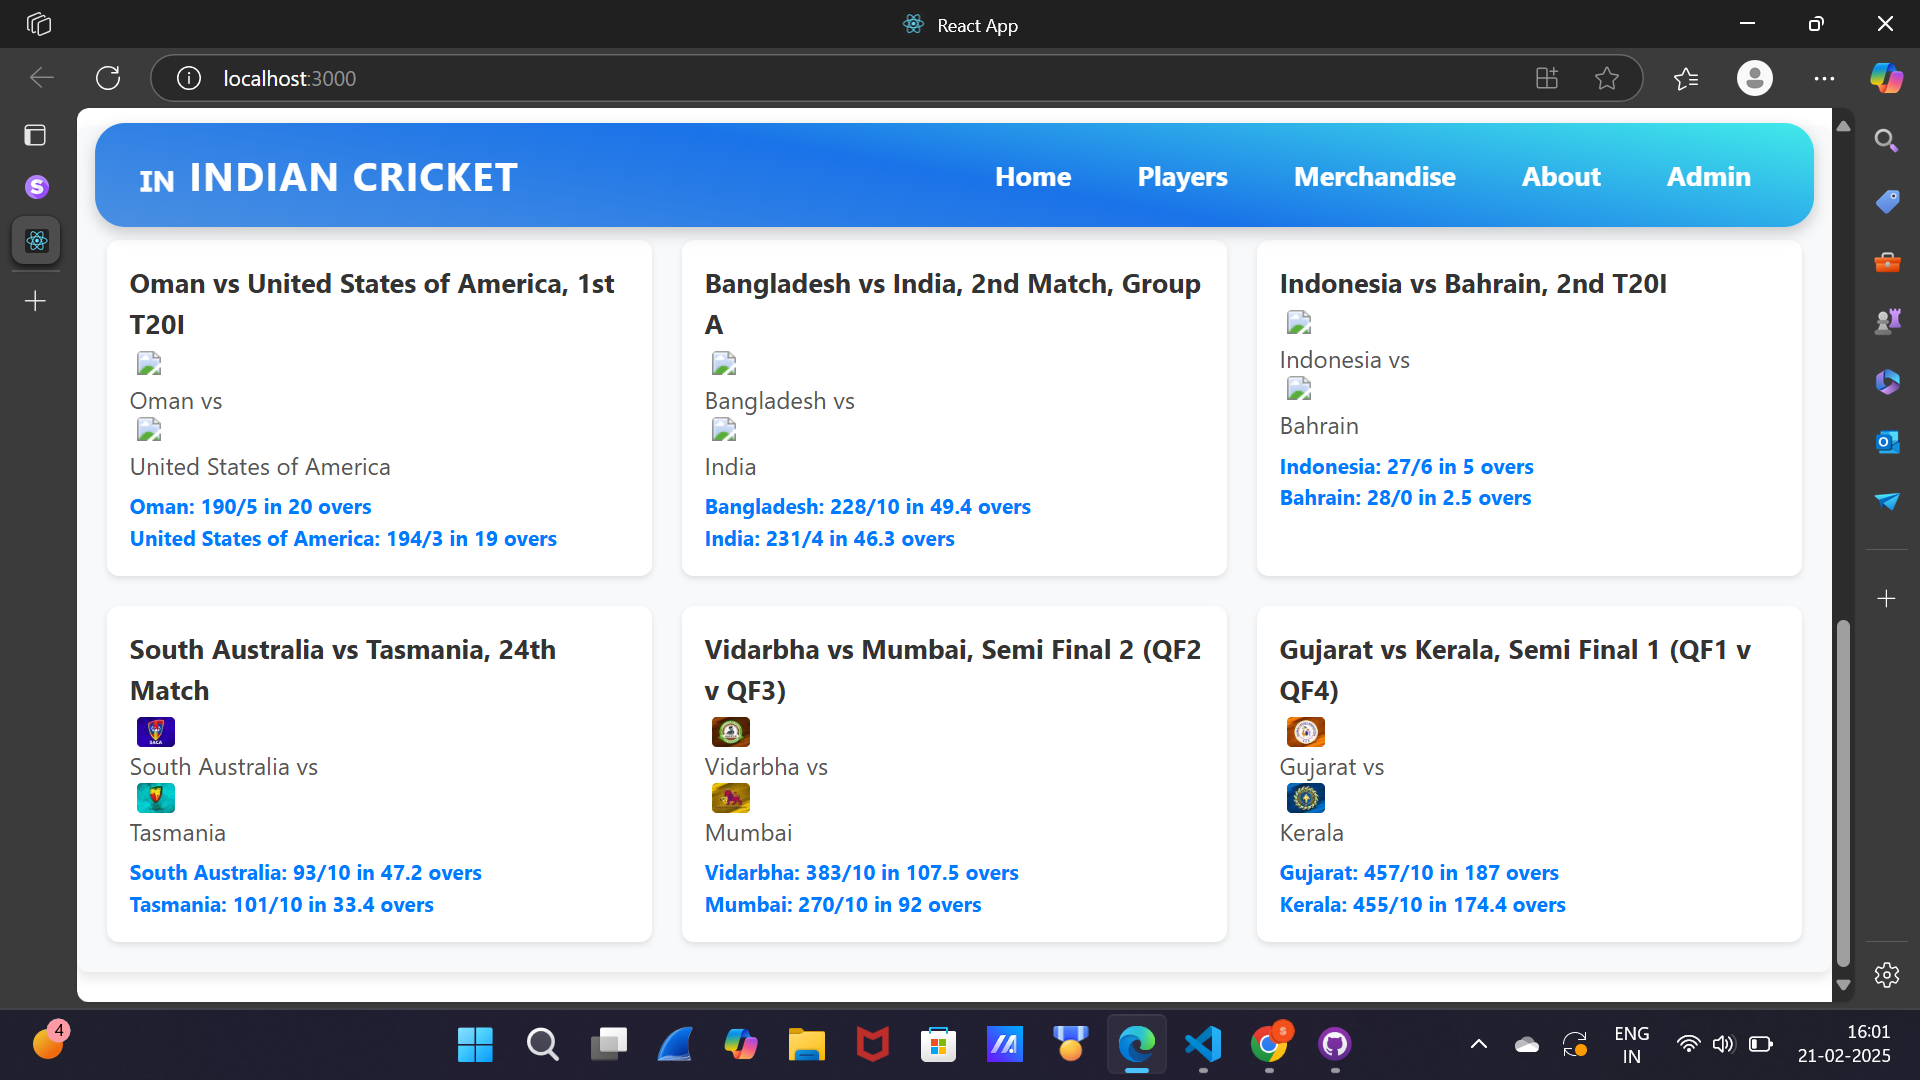 React App
localhost:3000
IN INDIAN CRICKET
Home
Players
Merchandise
About
Admin
Oman vs United States of America, 1st
T20I
Oman vs
United States of America
Oman: 190/5 in 20 overs
United States of America: 194/3 in 19 overs
Bangladesh vs India, 2nd Match, Group
A
Bangladesh vs
India
Bangladesh: 228/10 in 49.4 overs
India: 231/4 in 46.3 overs
Indonesia vs Bahrain, 2nd T20I
Indonesia vs
Bahrain
Indonesia: 27/6 in 5 overs
Bahrain: 28/0 in 2.5 overs
South Australia vs Tasmania, 24th
Match
SACA
South Australia vs
Tasmania
South Australia: 93/10 in 47.2 overs
Tasmania: 101/10 in 33.4 overs
Vidarbha vs Mumbai, Semi Final 2 (QF2
v QF3)
Vidarbha vs
Mumbai
Vidarbha: 383/10 in 107.5 overs
Mumbai: 270/10 in 92 overs
Gujarat vs Kerala, Semi Final 1 (QF1 v
QF4)
Gujarat vs
Kerala
Gujarat: 457/10 in 187 overs
Kerala: 455/10 in 174.4 overs
4
ENG
IN
16:01
21-02-2025